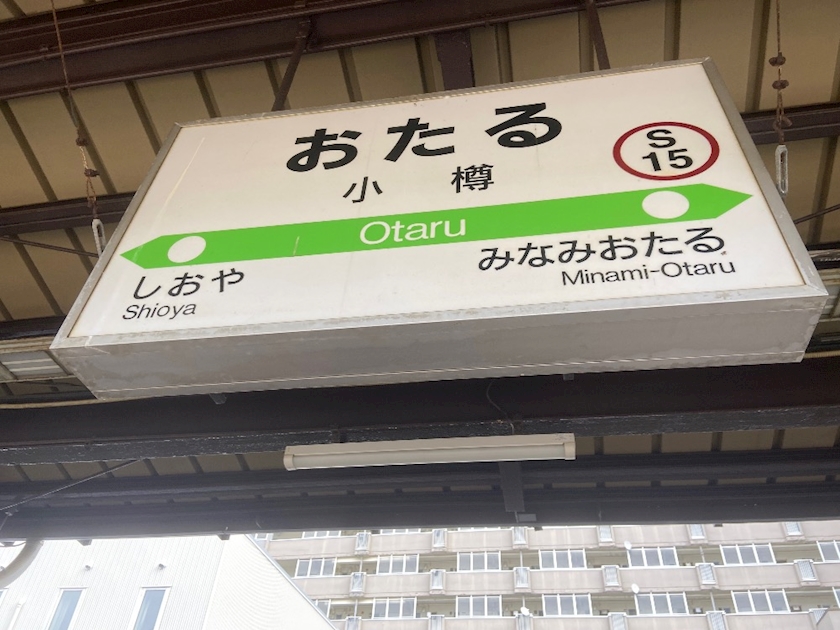 おたる
小樽
S
15
Otaru
しおや
Shioya
みなみおたる
Minami-Otaru